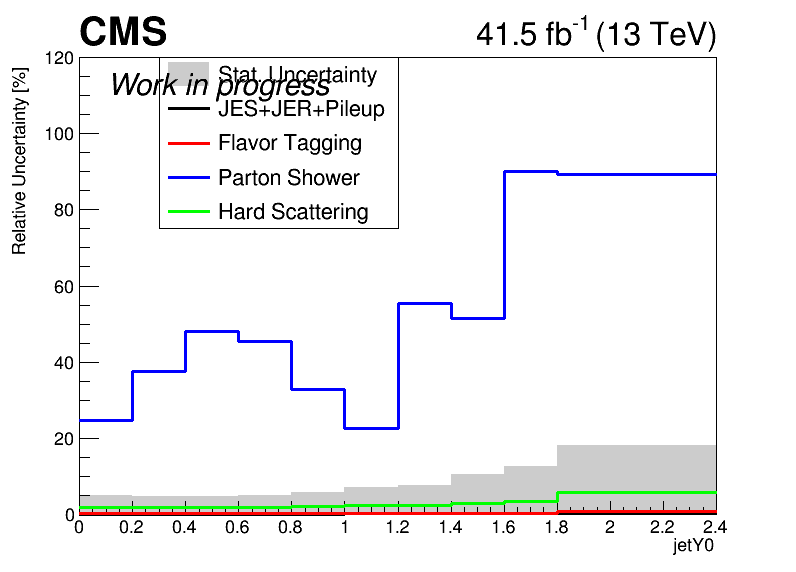 CMS
41.5 fb-1 (13 TeV)
Relative Uncertainty [%]
Work in progress
Stat. Uncertainty
JES+JER+Pileup
Flavor Tagging
Parton Shower
Hard Scattering
120
100
80
60
40
20
0
0 0.2 0.4 0.6 0.8 1 1.2 1.4 1.6 1.8 2 2.2 2.4
jetY0